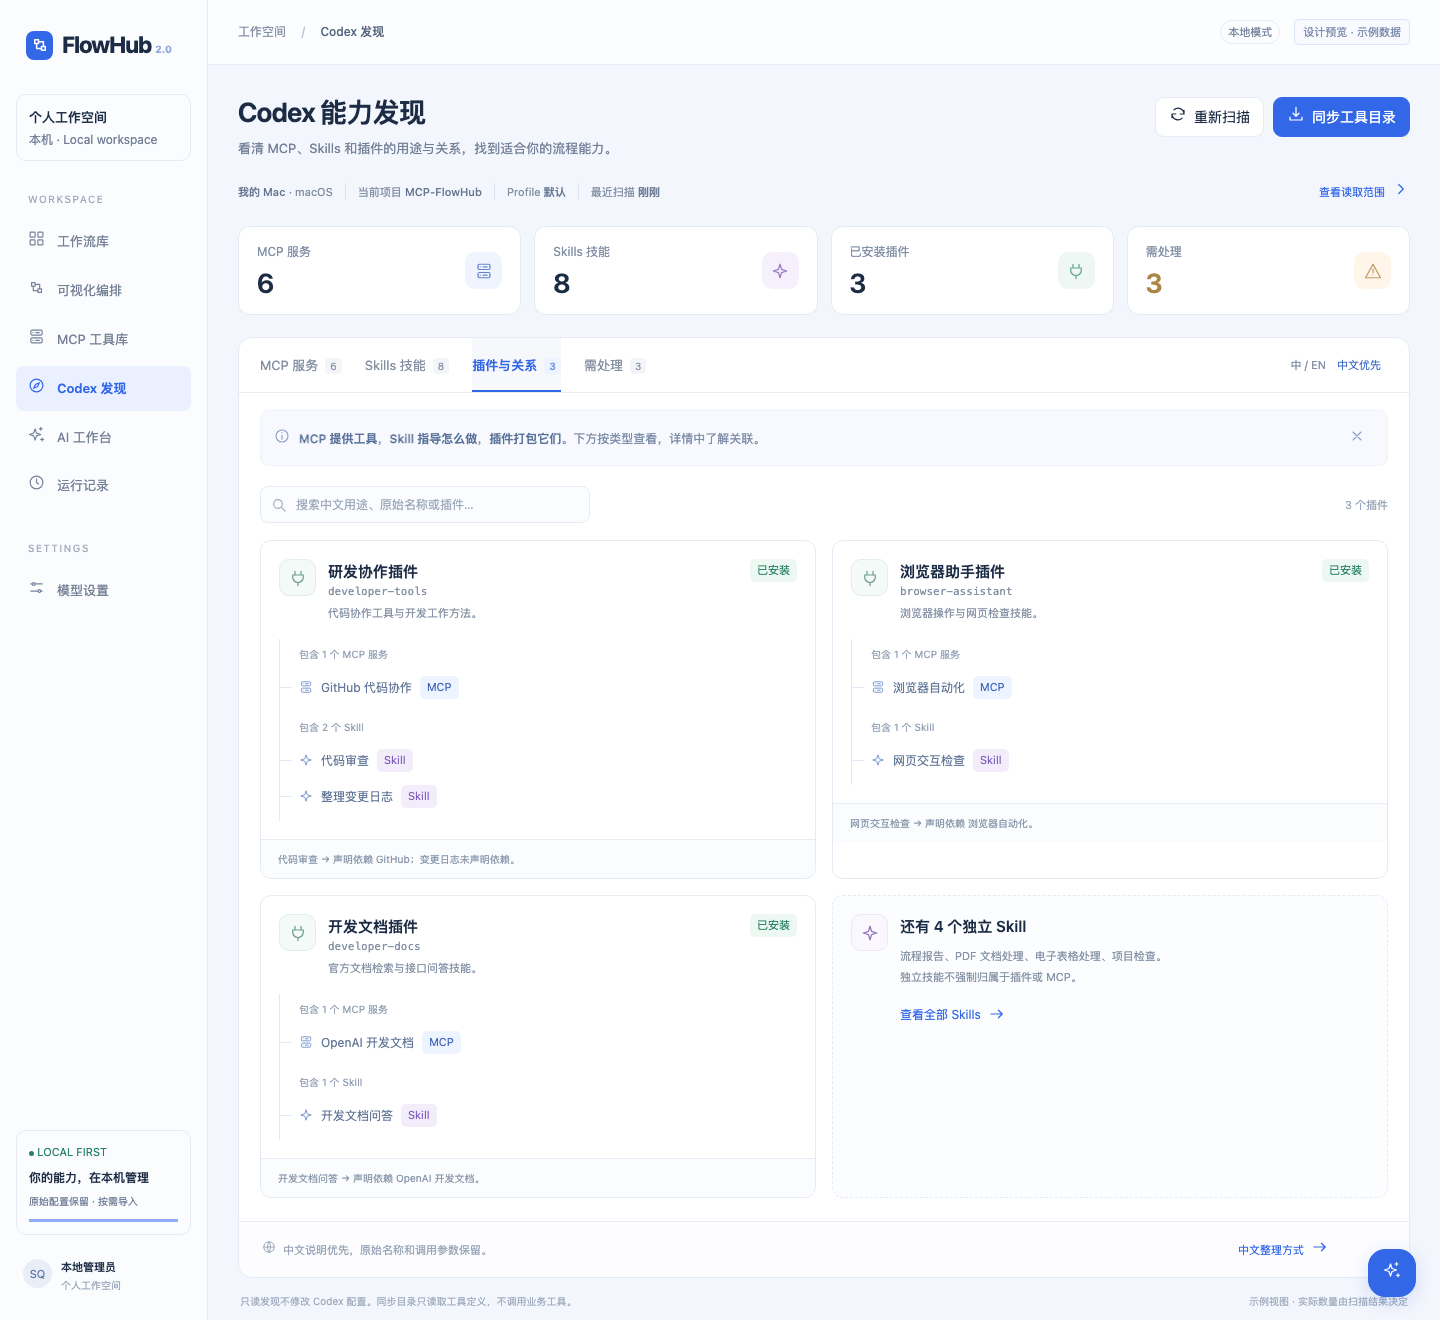 FlowHub 2.0
个人工作空间
本机 · Local workspace
WORKSPACE
工作流库
可视化编排
MCP 工具库
Codex 发现
AI 工作台
运行记录
SETTINGS
模型设置
LOCAL FIRST
你的能力，在本机管理
原始配置保留 · 按需导入
SQ
本地管理员
个人工作空间
工作空间 / Codex 发现
本地模式
设计预览 · 示例数据
Codex 能力发现
看清 MCP、Skills 和插件的用途与关系，找到适合你的流程能力。
重新扫描
同步工具目录
我的 Mac · macOS
当前项目 MCP-FlowHub
Profile 默认
最近扫描 刚刚
查看读取范围
MCP 服务
6
Skills 技能
8
已安装插件
3
需处理
3
MCP 服务 6
Skills 技能 8
插件与关系 3
需处理 3
中 / EN 中文优先
MCP 提供工具，Skill 指导怎么做，插件打包它们。下方按类型查看，详情中了解关联。
搜索中文用途、原始名称或插件...
3 个插件
研发协作插件
已安装
developer-tools
代码协作工具与开发工作方法。
包含 1 个 MCP 服务
GitHub 代码协作 MCP
包含 2 个 Skill
代码审查 Skill
整理变更日志 Skill
代码审查 → 声明依赖 GitHub；变更日志未声明依赖。
浏览器助手插件
已安装
browser-assistant
浏览器操作与网页检查技能。
包含 1 个 MCP 服务
浏览器自动化 MCP
包含 1 个 Skill
网页交互检查 Skill
网页交互检查 → 声明依赖 浏览器自动化。
开发文档插件
已安装
developer-docs
官方文档检索与接口问答技能。
包含 1 个 MCP 服务
OpenAI 开发文档 MCP
包含 1 个 Skill
开发文档问答 Skill
开发文档问答 → 声明依赖 OpenAI 开发文档。
还有 4 个独立 Skill
流程报告、PDF 文档处理、电子表格处理、项目检查。
独立技能不强制归属于插件或 MCP。
查看全部 Skills →
中文说明优先，原始名称和调用参数保留。
中文整理方式 →
只读发现不修改 Codex 配置。同步目录只读取工具定义，不调用业务工具。
示例视图 · 实际数量由扫描结果决定